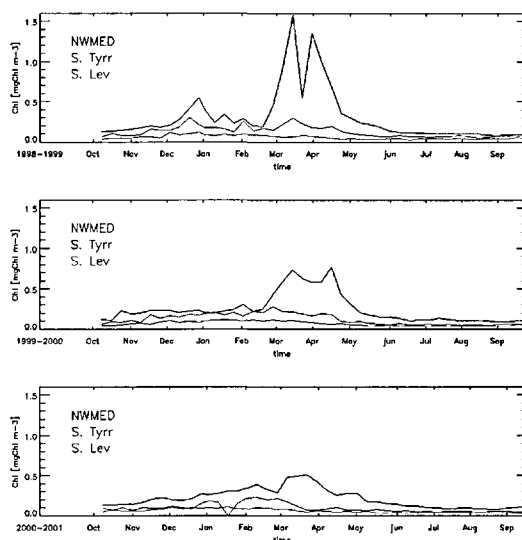 Chl [mgChl m-3]
1.5
1.0
0.5
0.0
NWMED
S. Tyrr
S. Lev
1998-1999
Oct Nov Dec Jan Feb Mar Apr May jun Jul Aug Sep
time
Chl [mgChl m-3]
1.5
1.0
0.5
0.0
NWMED
S. Tyrr
S. Lev
1999-2000
Oct Nov Dec Jan Feb Mar Apr May jun Jul Aug Sep
time
Chl [mgChl m-3]
1.5
1.0
0.5
0.0
NWMED
S. Tyrr
S. Lev
2000-2001
Oct Nov Dec Jan Feb Mar Apr May jun Jul Aug Sep
time